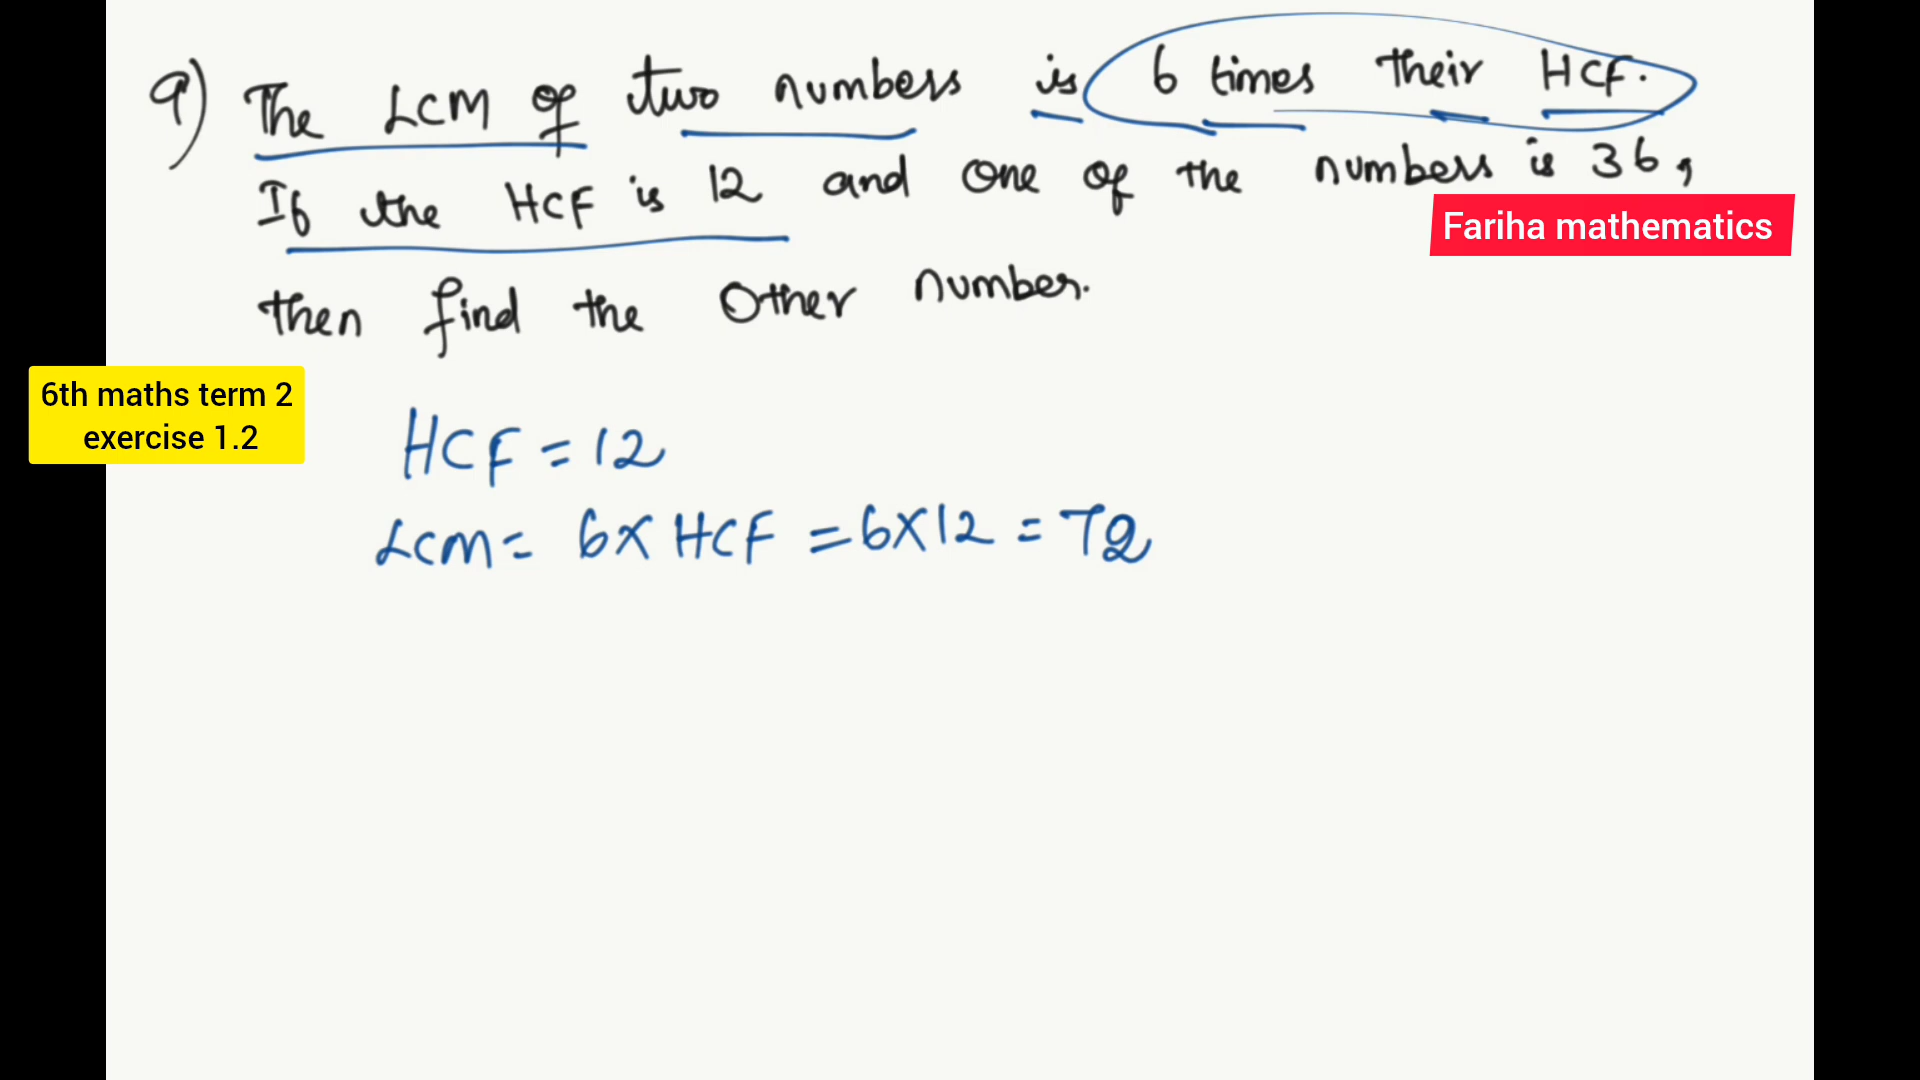 9) The LCM of two numbers is 6 times their HCF.
If the HCF is 12 and one of the numbers is 36,
Fariha mathematics
then find the other number.
6th maths term 2
exercise 1.2
HCF = 12
LCM = 6 X HCF = 6 X 12 = 72